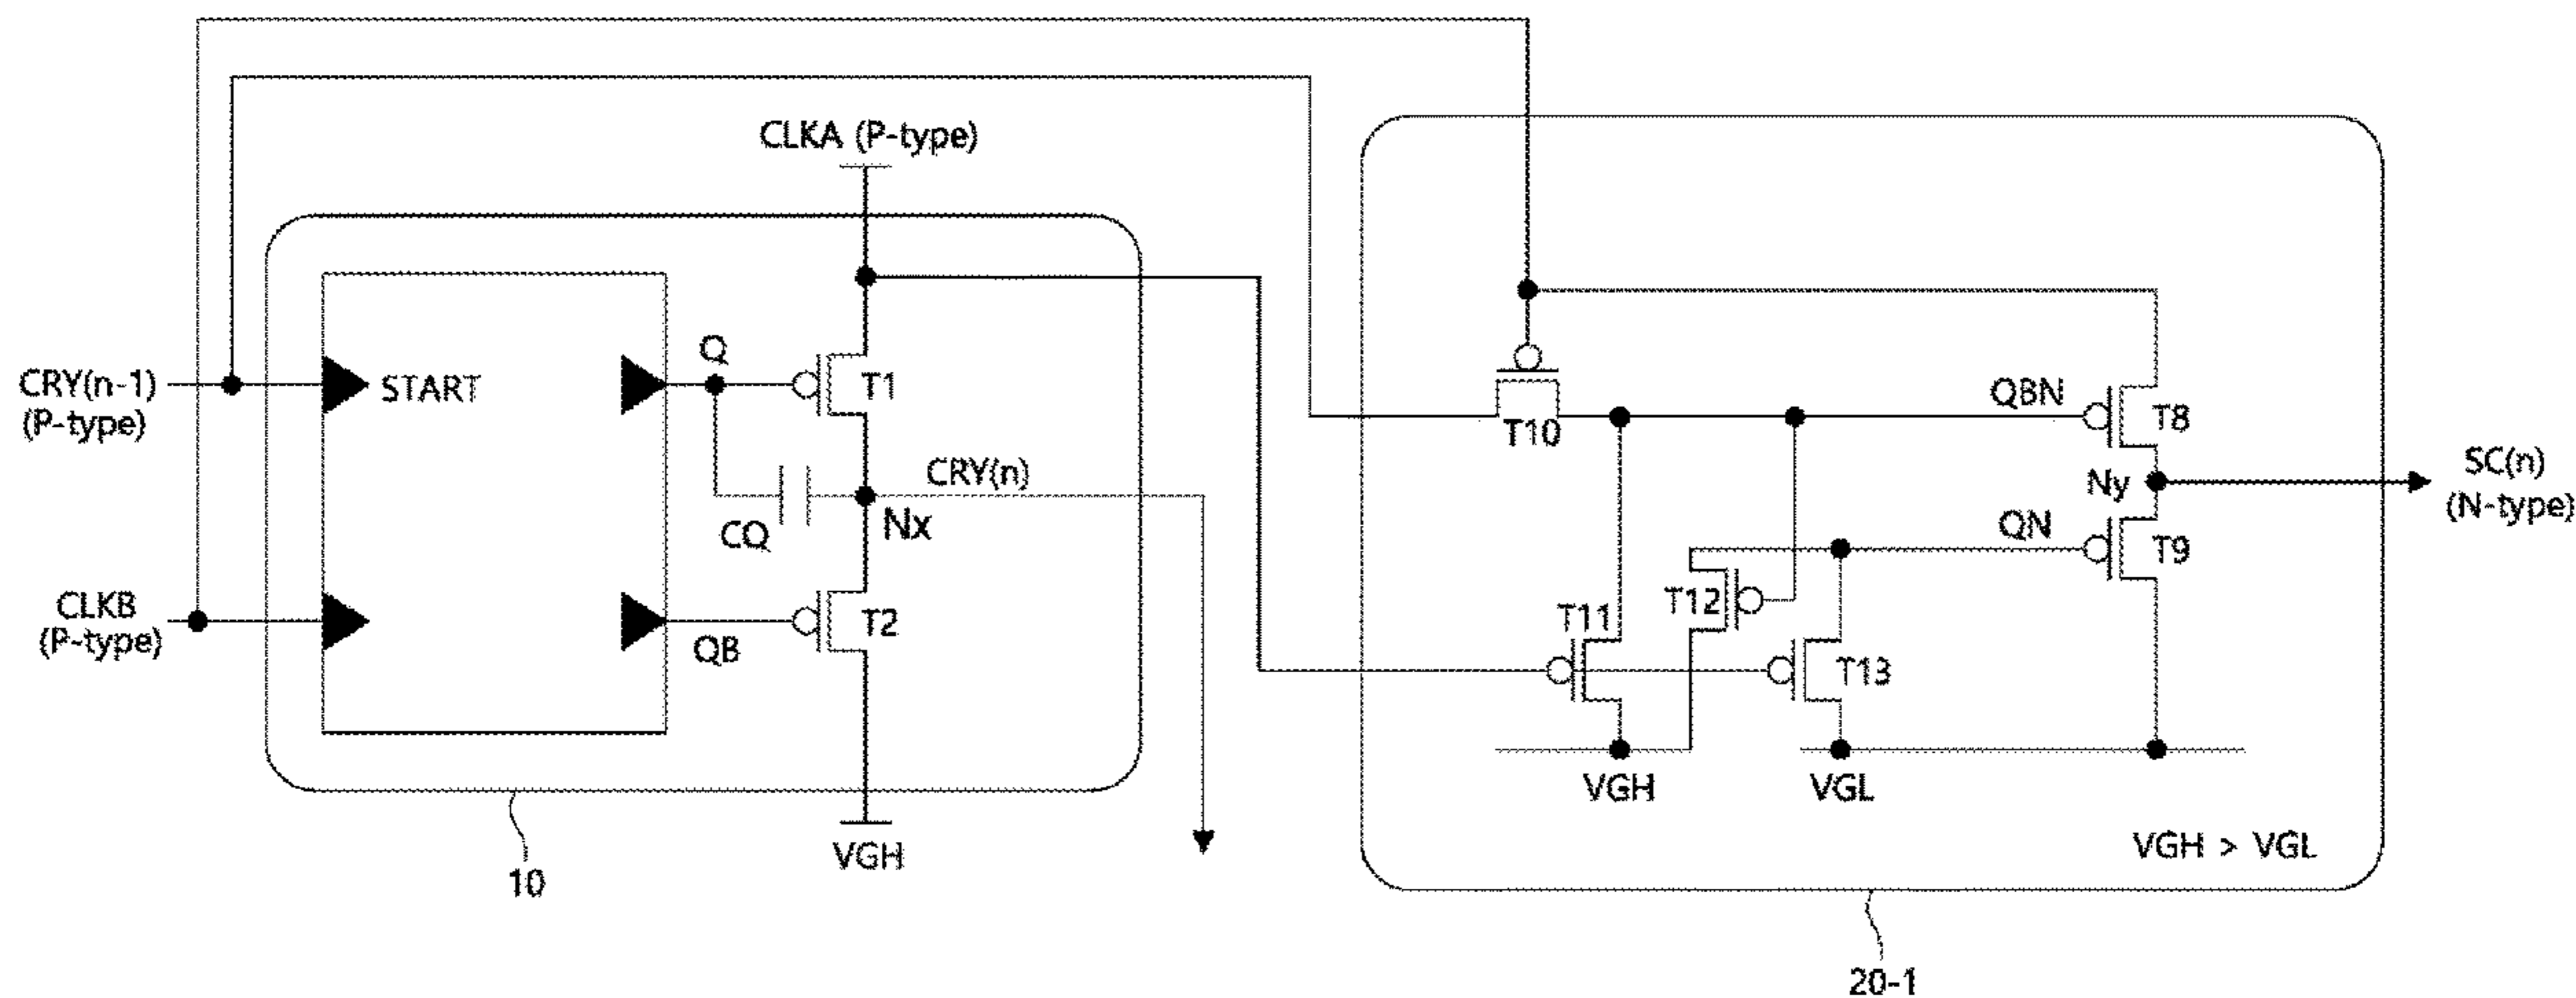 CLKA (P-type)
CRY(n-1)
(P-type)
START
Q
T1
CRY(n)
CQ
Nx
CLKB
(P-type)
QB
T2
VGH
10
T10
QBN
T8
SC(n)
(N-type)
Ny
QN
T9
T11
T12
T13
VGH
VGL
VGH > VGL
20-1